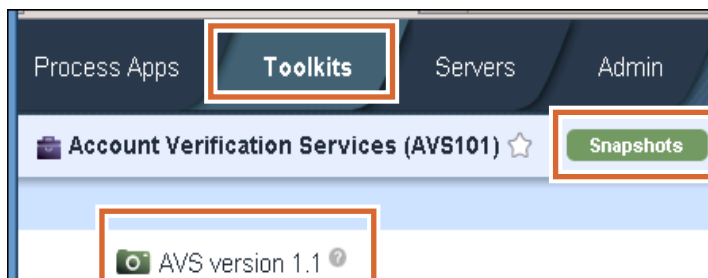 Process Apps Toolkits Servers Admin
Account Verification Services (AVS101) Snapshots
AVS version 1.1 ?